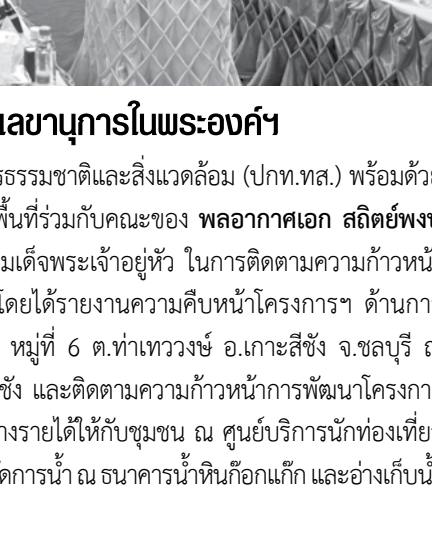 เลขานุการในพระองค์ฯ
รธรรมชาติและสิ่งแวดล้อม (ปกท.ทส.) พร้อมด้วย
พื้นที่ร่วมกับคณะของ พลอากาศเอก สถิตย์พงษ
มเด็จพระเจ้าอยู่หัว ในการติดตามความก้าวหน้
โดยได้รายงานความคืบหน้าโครงการฯ ด้านกา
หมู่ที่ 6 ต.ท่าเทววงษ์ อ.เกาะสีชัง จ.ชลบุรี ณ
ชัง และติดตามความก้าวหน้าการพัฒนาโครงกา
างรายได้ให้กับชุมชน ณ ศูนย์บริการนักท่องเที่ย
ัดการน้ำ ณ ธนาคารน้ำหินก๊อกแก๊ก และอ่างเก็บน้